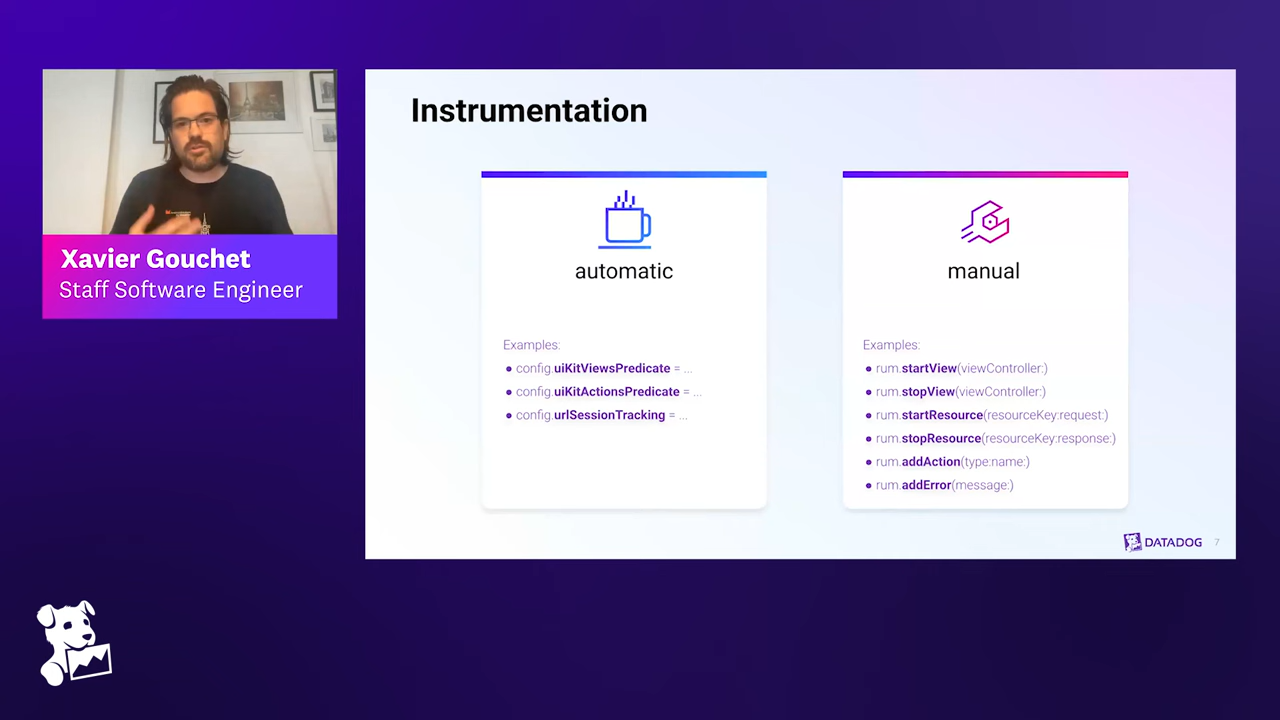 Xavier Gouchet
Staff Software Engineer
Instrumentation
automatic
Examples:
• config.uiKitViewsPredicate = ...
• config.uiKitActionsPredicate = ...
• config.urlSessionTracking = ...
manual
Examples:
• rum.startView(viewController:)
• rum.stopView(viewController:)
• rum.startResource(resourceKey:request:)
• rum.stopResource(resourceKey:response:)
• rum.addAction(type:name:)
• rum.addError(message:)
DATADOG 7